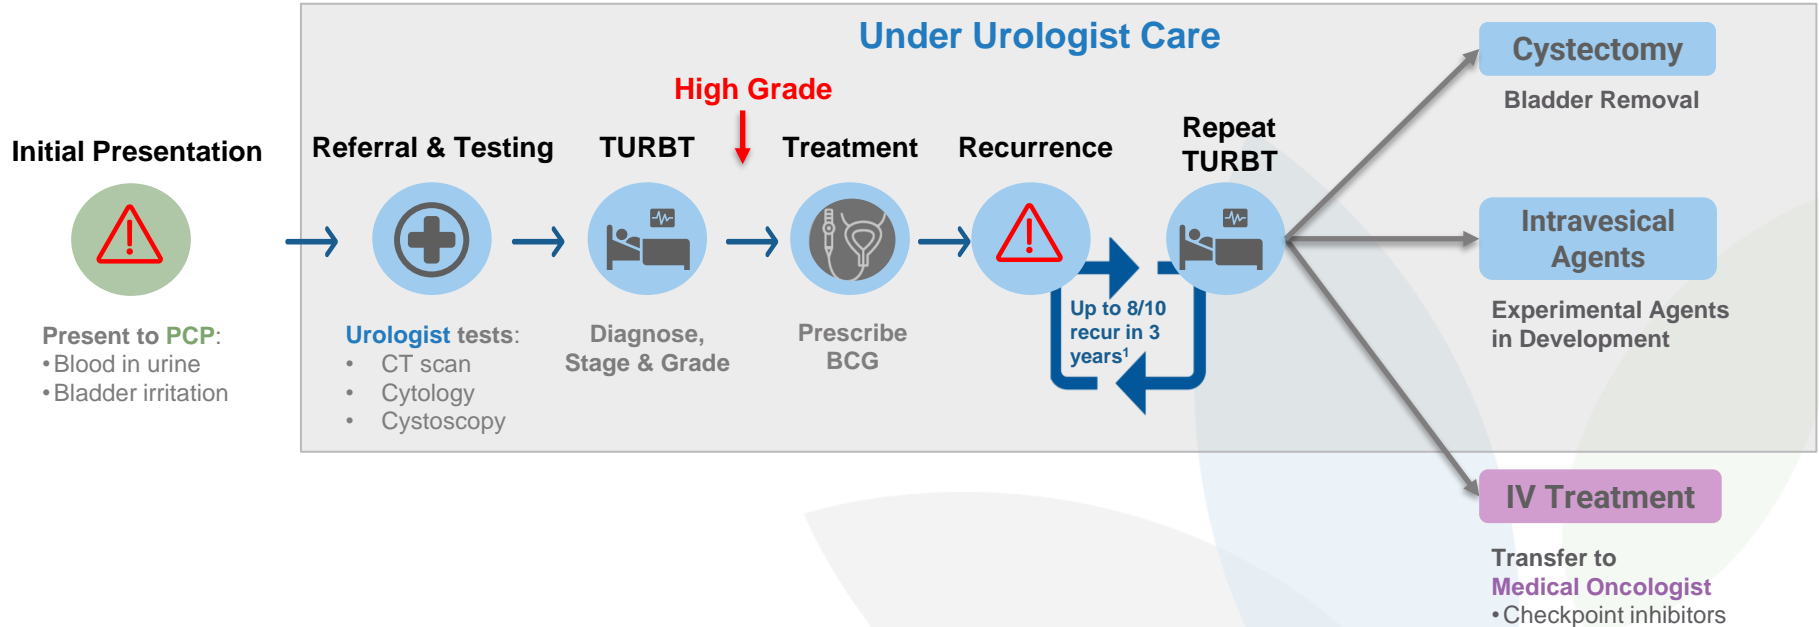 Under Urologist Care
High Grade
Initial Presentation
Referral & Testing
TURBT
Treatment
Recurrence
Repeat
TURBT
Present to PCP:
• Blood in urine
• Bladder irritation
Urologist tests:
• CT scan
• Cytology
• Cystoscopy
Diagnose,
Stage & Grade
Prescribe
BCG
Up to 8/10
recur in 3
years¹
Cystectomy
Bladder Removal
Intravesical
Agents
Experimental Agents
in Development
IV Treatment
Transfer to
Medical Oncologist
• Checkpoint inhibitors